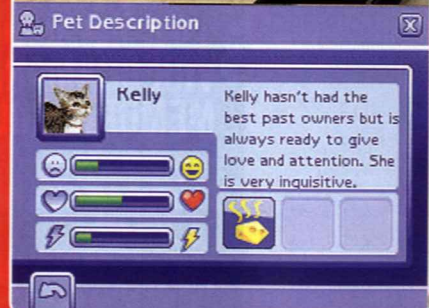 Pet Description
X
Kelly
Kelly hasn't had the
best past owners but is
always ready to give
love and attention. She
is very inquisitive.